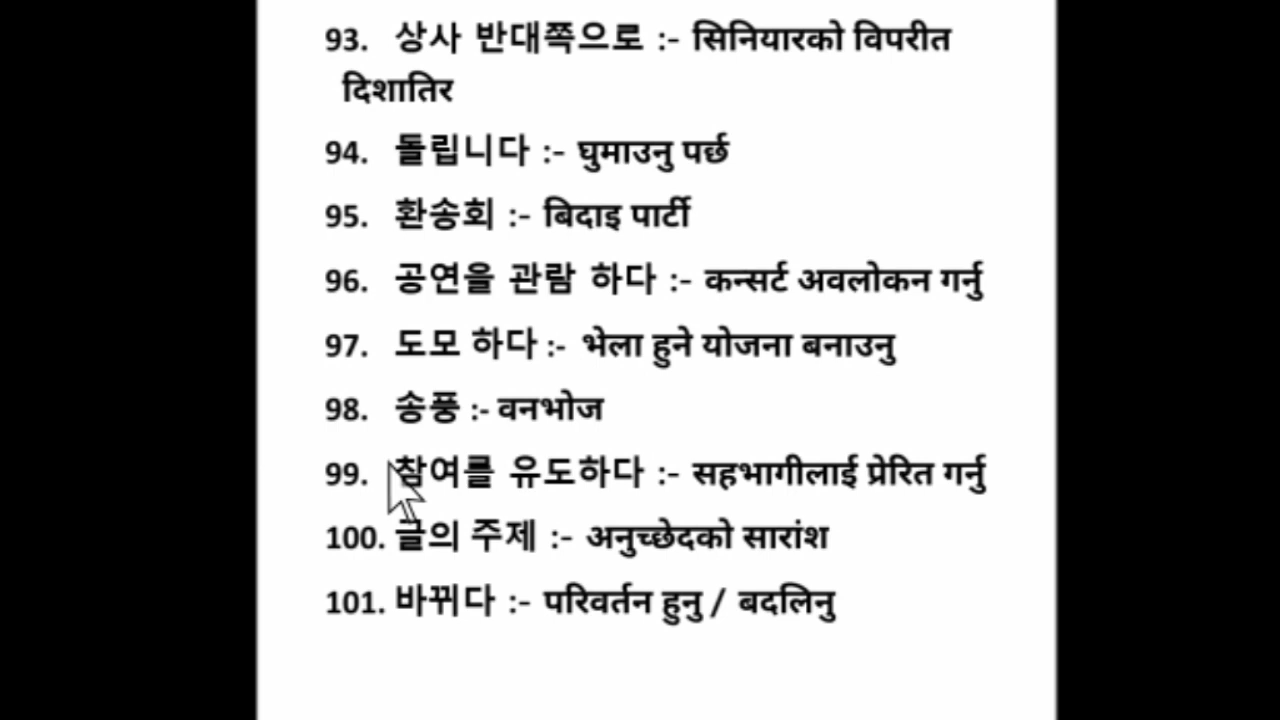 93. 상사 반대쪽으로 :- सिनियारको विपरीत
दिशातिर
94. 돌립니다 :- घुमाउनु पर्छ
95. 환송회 :- बिदाइ पार्टी
96. 공연을 관람 하다 :- कन्सर्ट अवलोकन गर्नु
97. 도모 하다 :- भेला हुने योजना बनाउनु
98. 송풍 :- वनभोज
99. 참여를 유도하다 :- सहभागीलाई प्रेरित गर्नु
100. 글의 주제 :- अनुच्छेदको सारांश
101. 바뀌다 :- परिवर्तन हुनु / बदलिनु